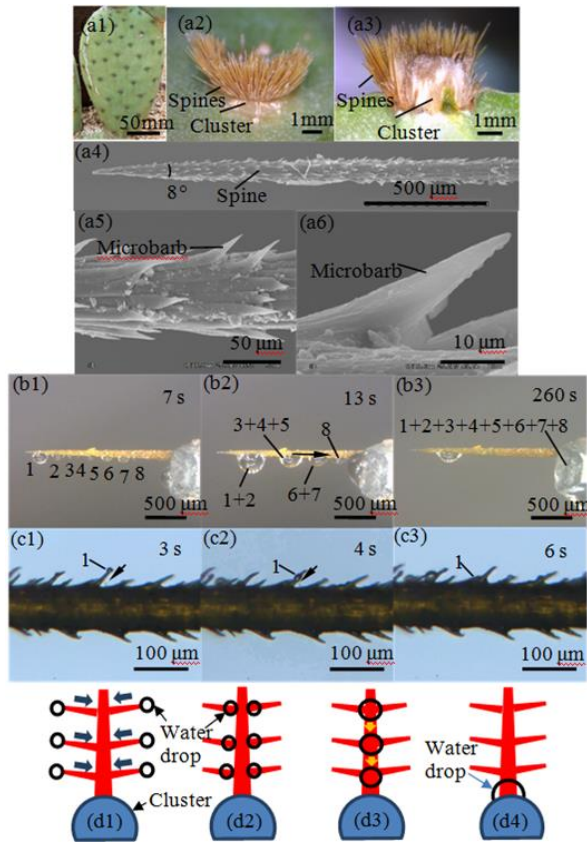 (a1)
50mm
(a2)
Spines
Cluster
1mm
(a3)
Spines
Cluster
1mm
(a4)
8°
Spine
500 μm
(a5)
Microbarb
50 μm
(a6)
Microbarb
10 μm
(b1)
7 s
1 2 3 4 5 6 7 8
500 μm
(b2)
13 s
3+4+5
8
1+2
6+7
500 μm
(b3)
260 s
1+2+3+4+5+6+7+8
500 μm
(c1)
3 s
1
100 μm
(c2)
4 s
1
100 μm
(c3)
6 s
1
100 μm
Water
drop
Cluster
(d1)
(d2)
(d3)
Water
drop
(d4)